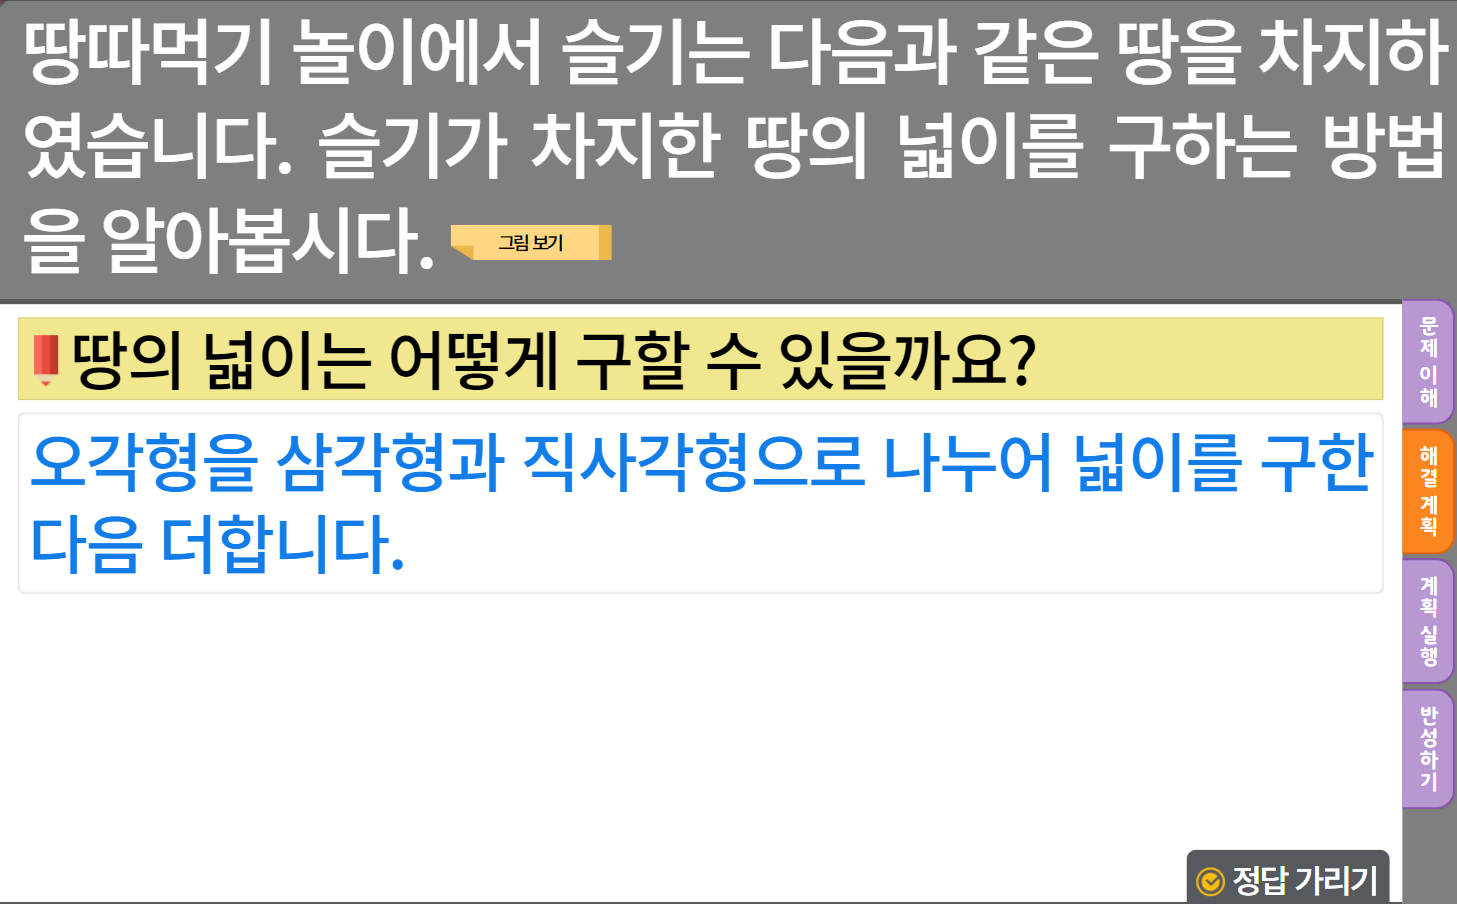 땅따먹기 놀이에서 슬기는 다음과 같은 땅을 차지하
였습니다. 슬기가 차지한 땅의 넓이를 구하는 방법
을 알아봅시다.
그림 보기
땅의 넓이는 어떻게 구할 수 있을까요?
오각형을 삼각형과 직사각형으로 나누어 넓이를 구한
다음 더합니다.
문제 이해
해결 계획
계획 실행
반성하기
정답 가리기